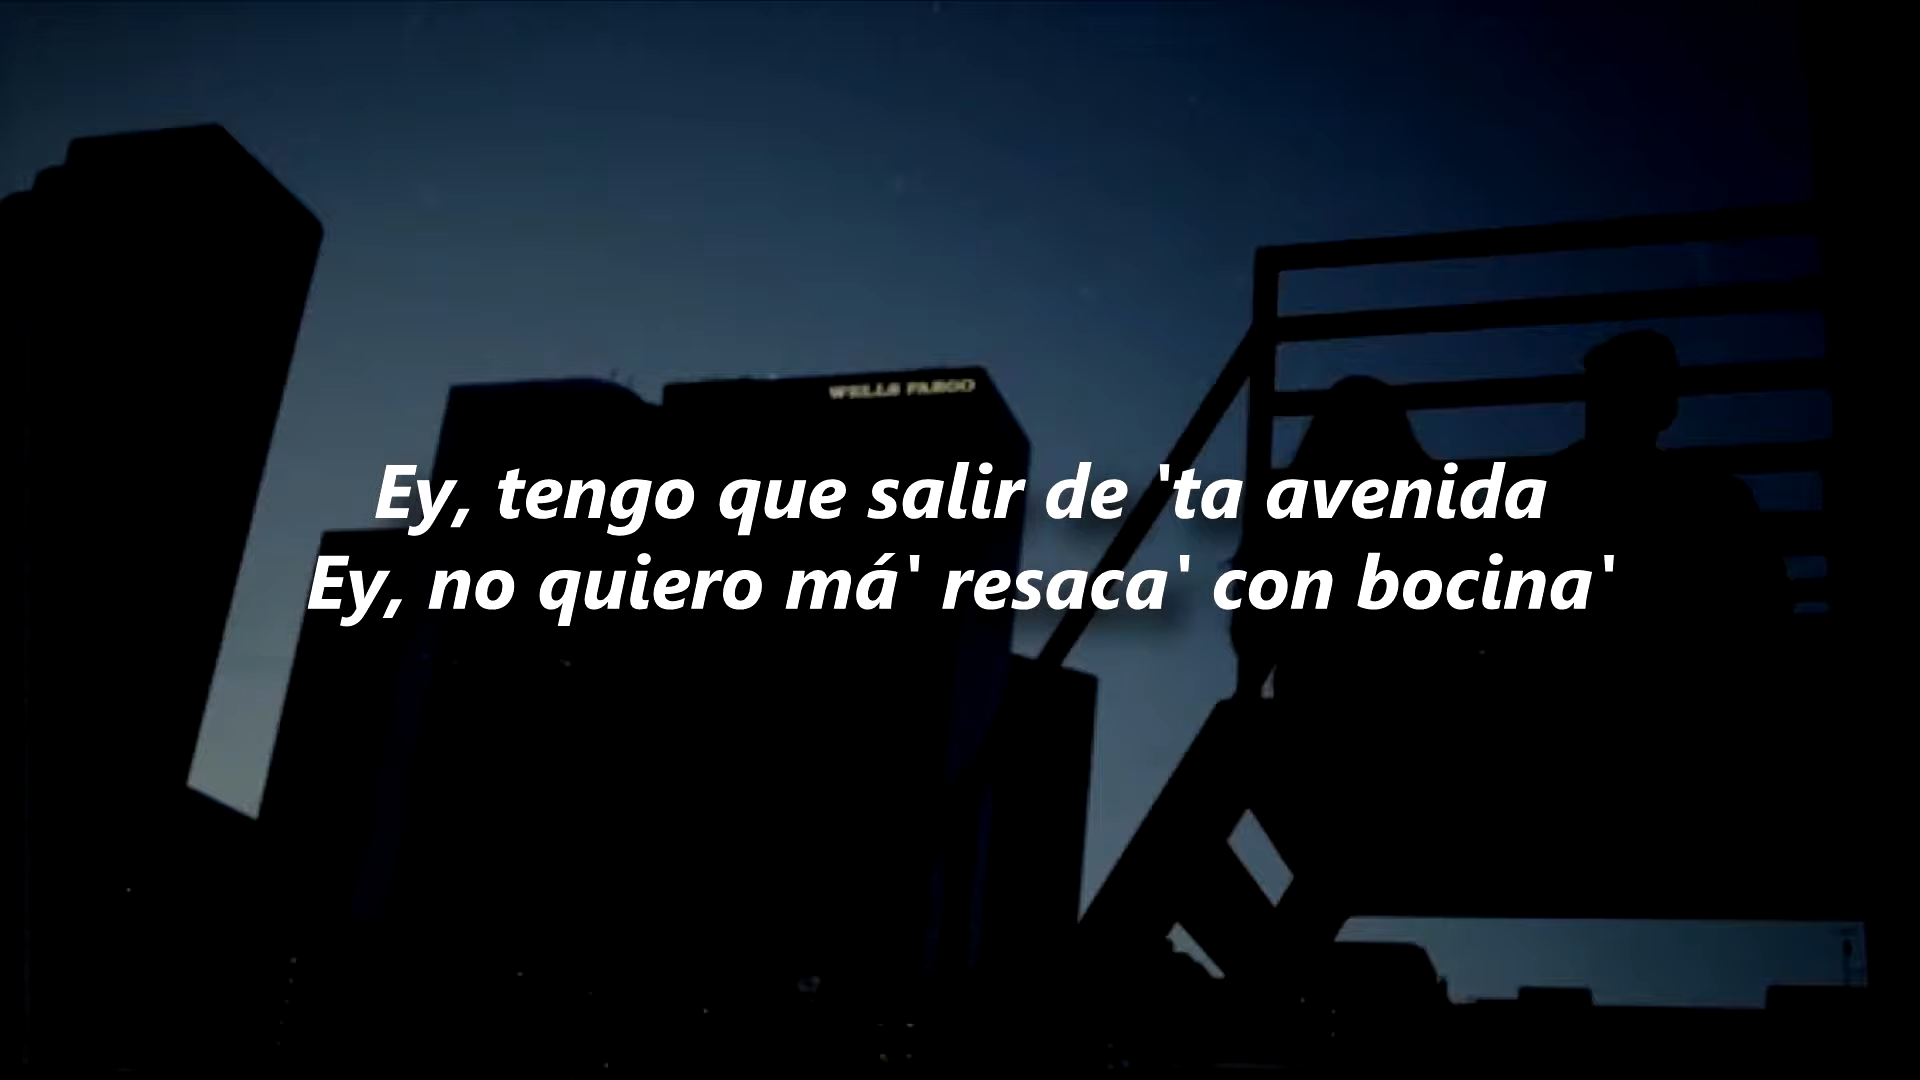 WELLS FARGO
Ey, tengo que salir de 'ta avenida
Ey, no quiero má' resaca' con bocina'